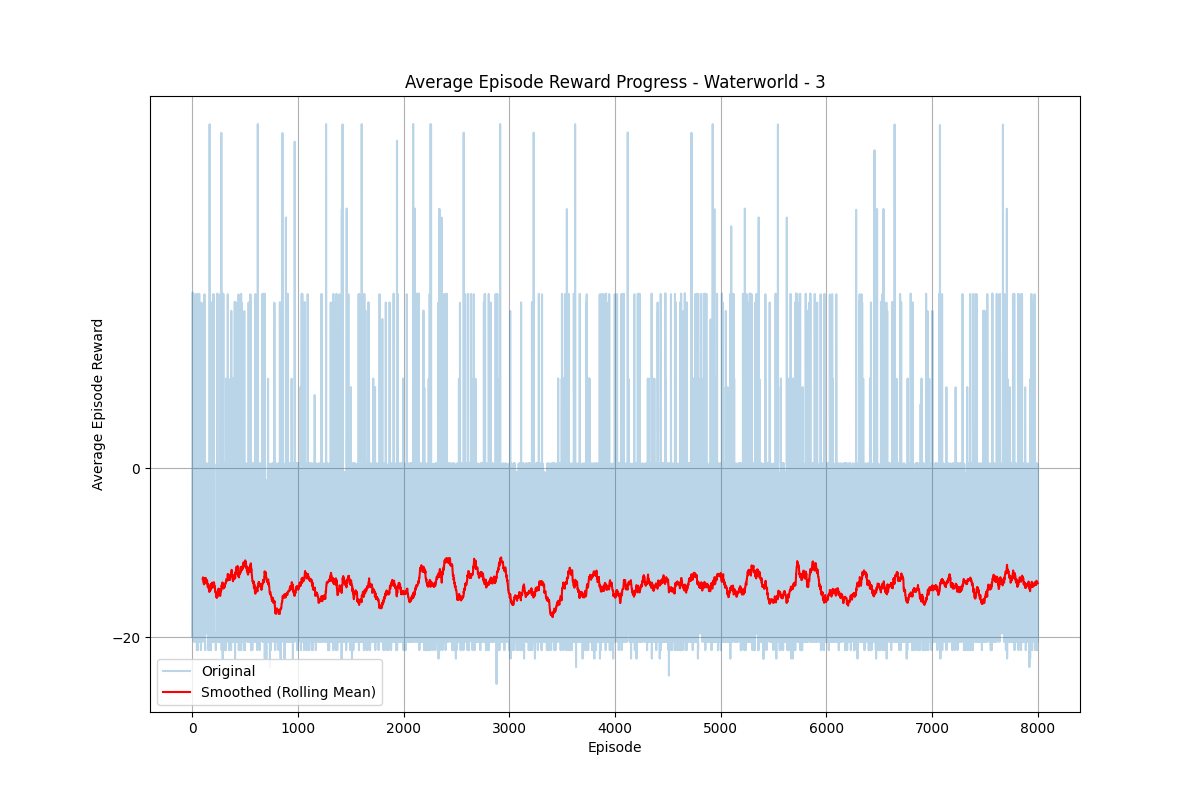 Average Episode Reward Progress - Waterworld - 3
Average Episode Reward
0
−20
Original
Smoothed (Rolling Mean)
0 1000 2000 3000 4000 5000 6000 7000 8000
Episode